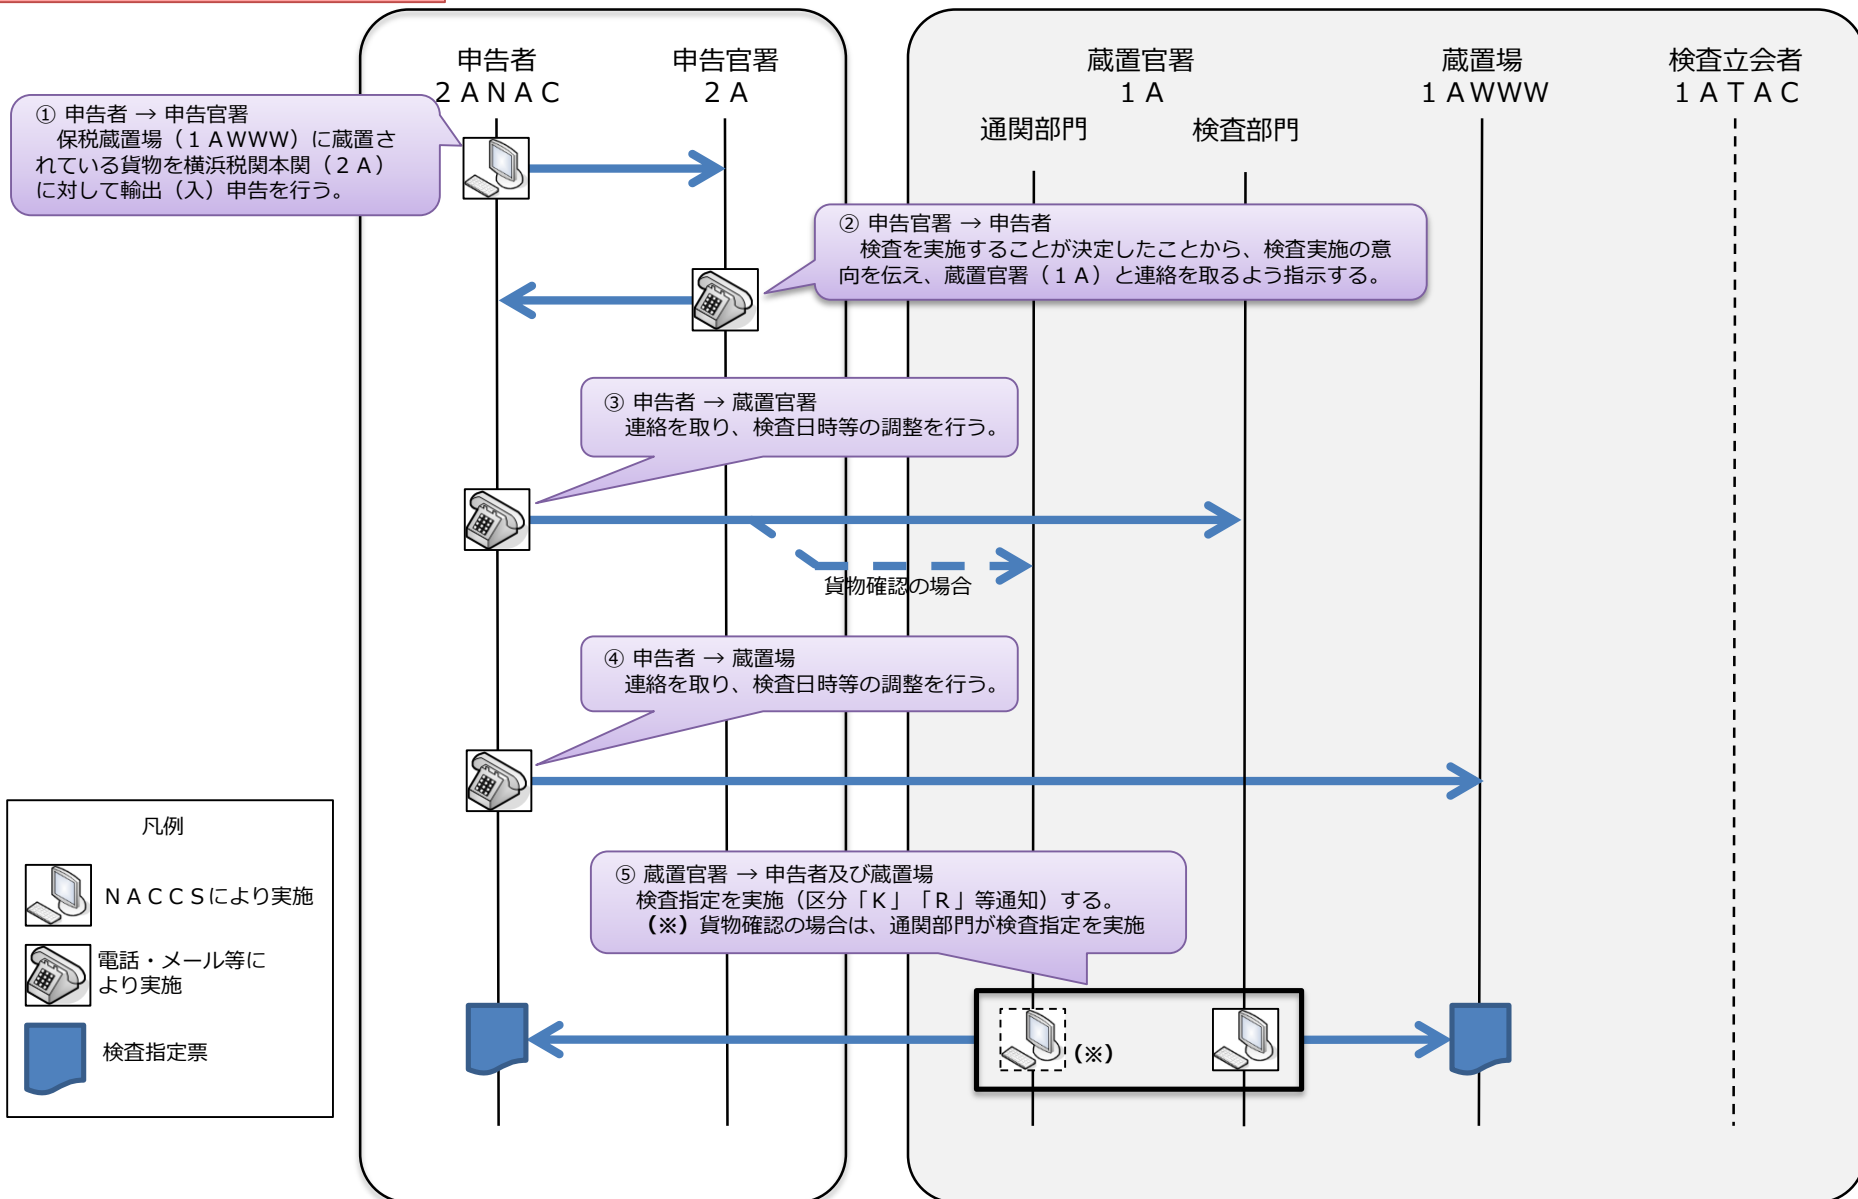 申告者
２ＡＮＡＣ
申告官署
２Ａ
蔵置官署
１Ａ
通関部門
検査部門
蔵置場
１ＡＷＷＷ
検査立会者
１ＡＴＡＣ
① 申告者 → 申告官署
保税蔵置場（１ＡＷＷＷ）に蔵置さ
れている貨物を横浜税関本関（２Ａ）
に対して輸出（入）申告を行う。
② 申告官署 → 申告者
検査を実施することが決定したことから、検査実施の意
向を伝え、蔵置官署（１Ａ）と連絡を取るよう指示する。
③ 申告者 → 蔵置官署
連絡を取り、検査日時等の調整を行う。
貨物確認の場合
④ 申告者 → 蔵置場
連絡を取り、検査日時等の調整を行う。
⑤ 蔵置官署 → 申告者及び蔵置場
検査指定を実施（区分「Ｋ」「Ｒ」等通知）する。
（※）貨物確認の場合は、通関部門が検査指定を実施
（※）
凡例
ＮＡＣＣＳにより実施
電話・メール等に
より実施
検査指定票